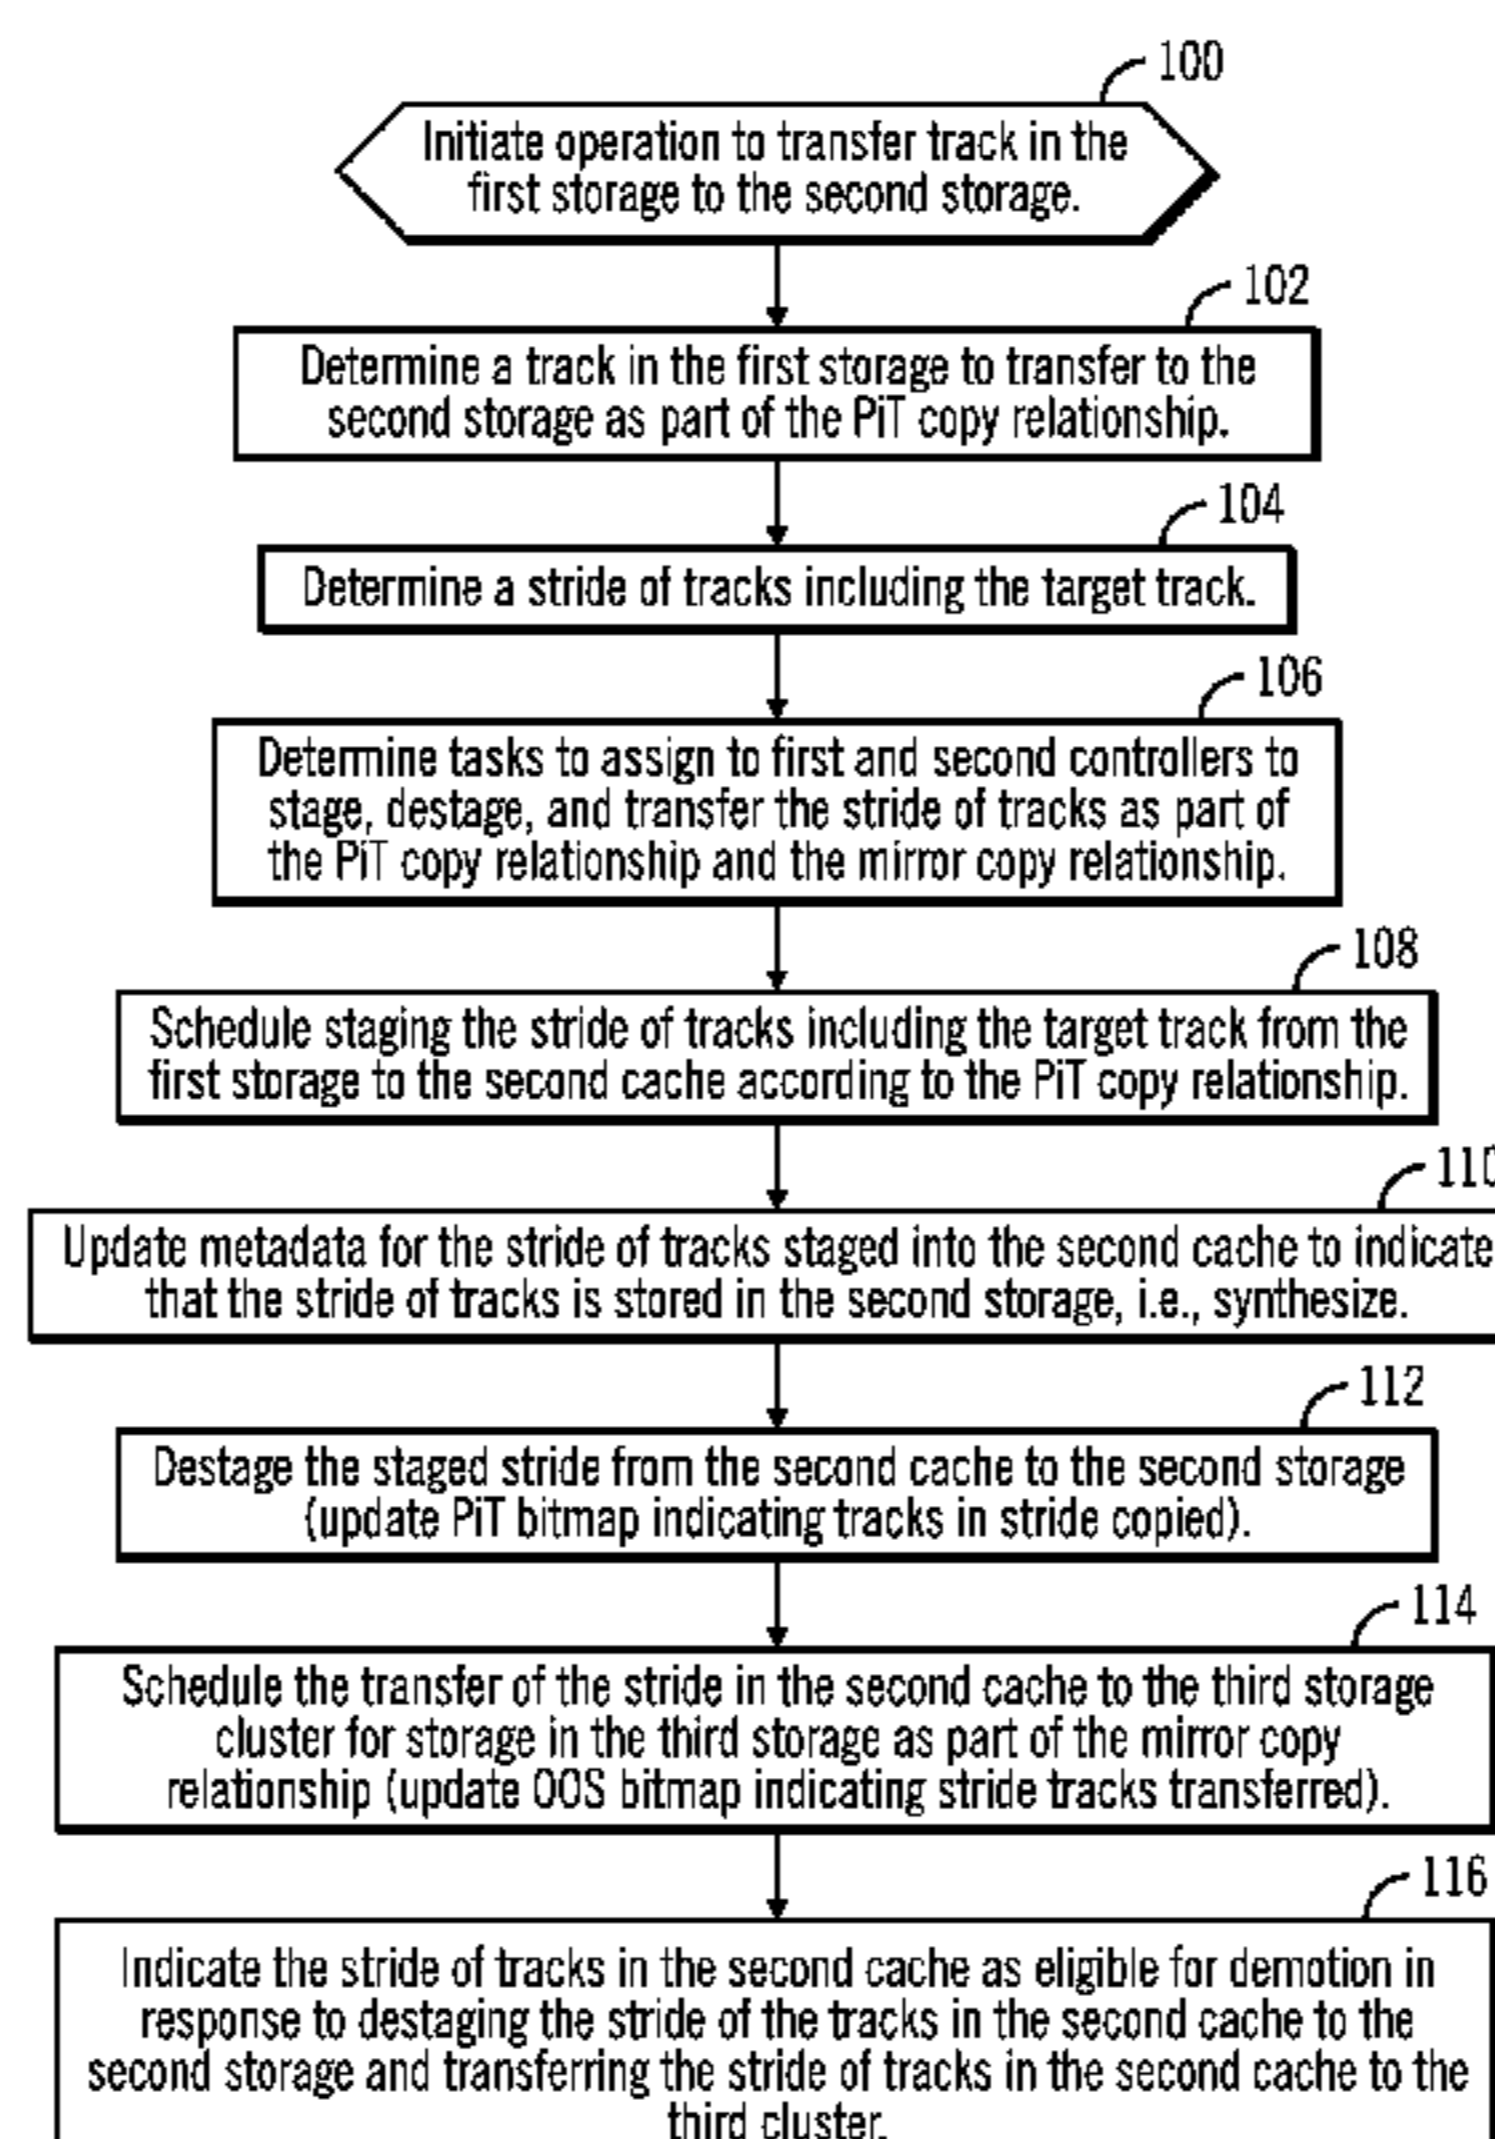 100
Initiate operation to transfer track in the
first storage to the second storage.
102
Determine a track in the first storage to transfer to the
second storage as part of the PiT copy relationship.
104
Determine a stride of tracks including the target track.
106
Determine tasks to assign to first and second controllers to
stage, destage, and transfer the stride of tracks as part of
the PiT copy relationship and the mirror copy relationship.
108
Schedule staging the stride of tracks including the target track from the
first storage to the second cache according to the PiT copy relationship.
110
Update metadata for the stride of tracks staged into the second cache to indicate
that the stride of tracks is stored in the second storage, i.e., synthesize.
112
Destage the staged stride from the second cache to the second storage
(update PiT bitmap indicating tracks in stride copied).
114
Schedule the transfer of the stride in the second cache to the third storage
cluster for storage in the third storage as part of the mirror copy
relationship (update OOS bitmap indicating stride tracks transferred).
116
Indicate the stride of tracks in the second cache as eligible for demotion in
response to destaging the stride of the tracks in the second cache to the
second storage and transferring the stride of tracks in the second cache to the
third cluster.